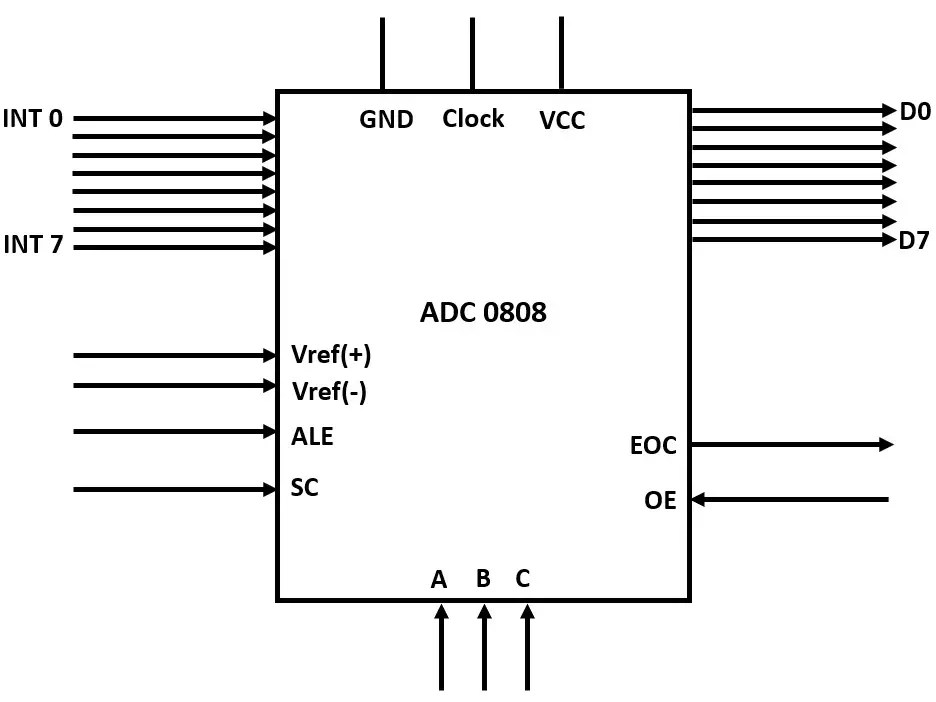 GND Clock VCC
INT 0
D0
INT 7
D7
ADC 0808
Vref(+)
Vref(-)
ALE
EOC
SC
OE
A B C